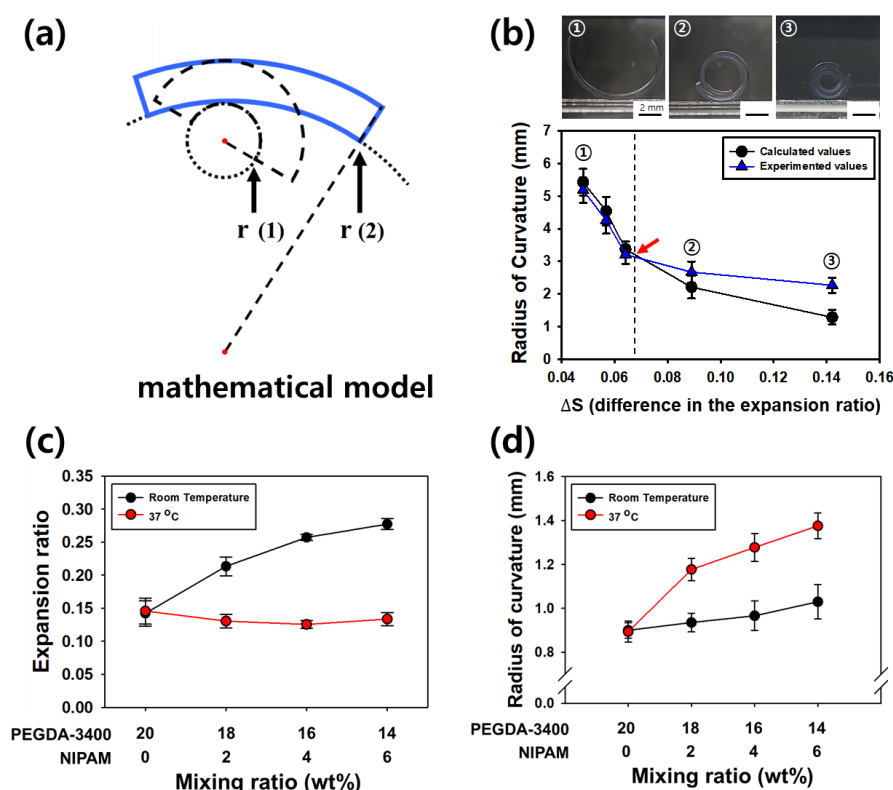 (a)
r (1)
r (2)
mathematical model
(b)
① ② ③
2 mm
Radius of Curvature (mm)
7
6
5
4
3
2
1
0
Calculated values
Experimented values
①
②
③
0.04 0.06 0.08 0.10 0.12 0.14 0.16
ΔS (difference in the expansion ratio)
(c)
Expansion ratio
0.35
0.30
0.25
0.20
0.15
0.10
0.05
0.00
Room Temperature
37 °C
PEGDA-3400 20 18 16 14
NIPAM 0 2 4 6
Mixing ratio (wt%)
(d)
Radius of curvature (mm)
1.6
1.4
1.2
1.0
0.8
0.0
Room Temperature
37 °C
PEGDA-3400 20 18 16 14
NIPAM 0 2 4 6
Mixing ratio (wt%)